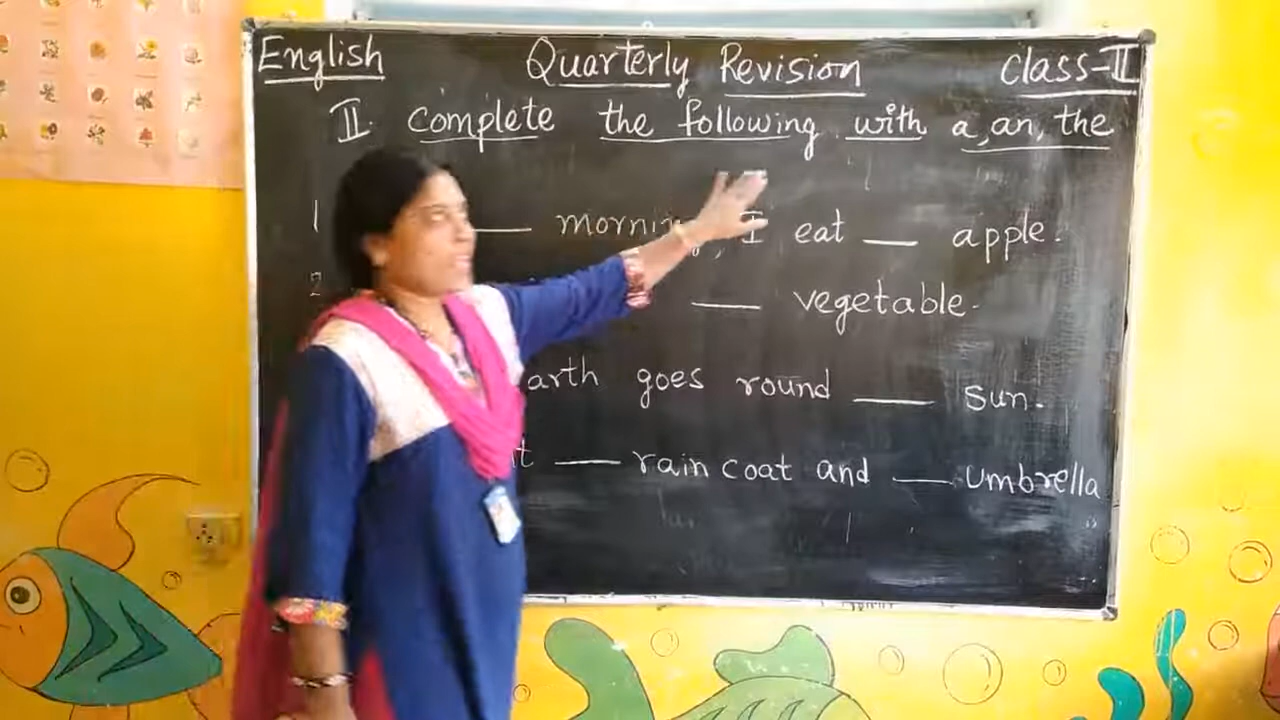 English Quarterly Revision Class-II
II. Complete the following with a, an, the
1 ___ morning, I eat ___ apple.
2 ___ vegetable.
arth goes round ___ sun.
t ___ rain coat and ___ umbrella